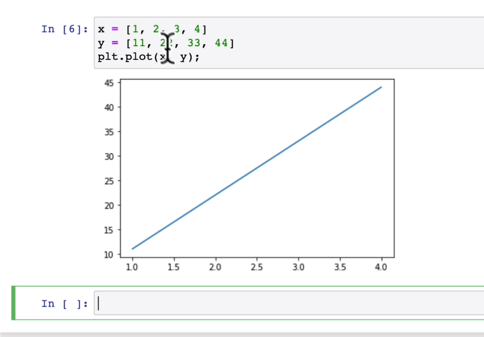 In [6]: x = [1, 2, 3, 4]
y = [11, 22, 33, 44]
plt.plot(x, y);
45
40
35
30
25
20
15
10
1.0 1.5 2.0 2.5 3.0 3.5 4.0
In [ ]: